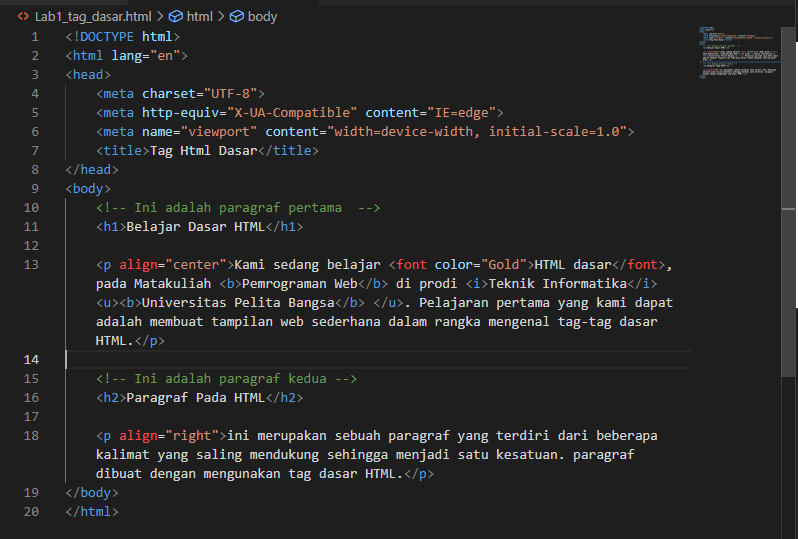 Lab1_tag_dasar.html > html > body
1 <!DOCTYPE html>
2 <html lang="en">
3 <head>
4 <meta charset="UTF-8">
5 <meta http-equiv="X-UA-Compatible" content="IE=edge">
6 <meta name="viewport" content="width=device-width, initial-scale=1.0">
7 <title>Tag Html Dasar</title>
8 </head>
9 <body>
10 <!-- Ini adalah paragraf pertama  -->
11 <h1>Belajar Dasar HTML</h1>
12
13 <p align="center">Kami sedang belajar <font color="Gold">HTML dasar</font>,
pada Matakuliah <b>Pemrograman Web</b> di prodi <i>Teknik Informatika</i>
<u><b>Universitas Pelita Bangsa</b> </u>. Pelajaran pertama yang kami dapat
adalah membuat tampilan web sederhana dalam rangka mengenal tag-tag dasar
HTML.</p>
14
15 <!-- Ini adalah paragraf kedua -->
16 <h2>Paragraf Pada HTML</h2>
17
18 <p align="right">ini merupakan sebuah paragraf yang terdiri dari beberapa
kalimat yang saling mendukung sehingga menjadi satu kesatuan. paragraf
dibuat dengan mengunakan tag dasar HTML.</p>
19 </body>
20 </html>